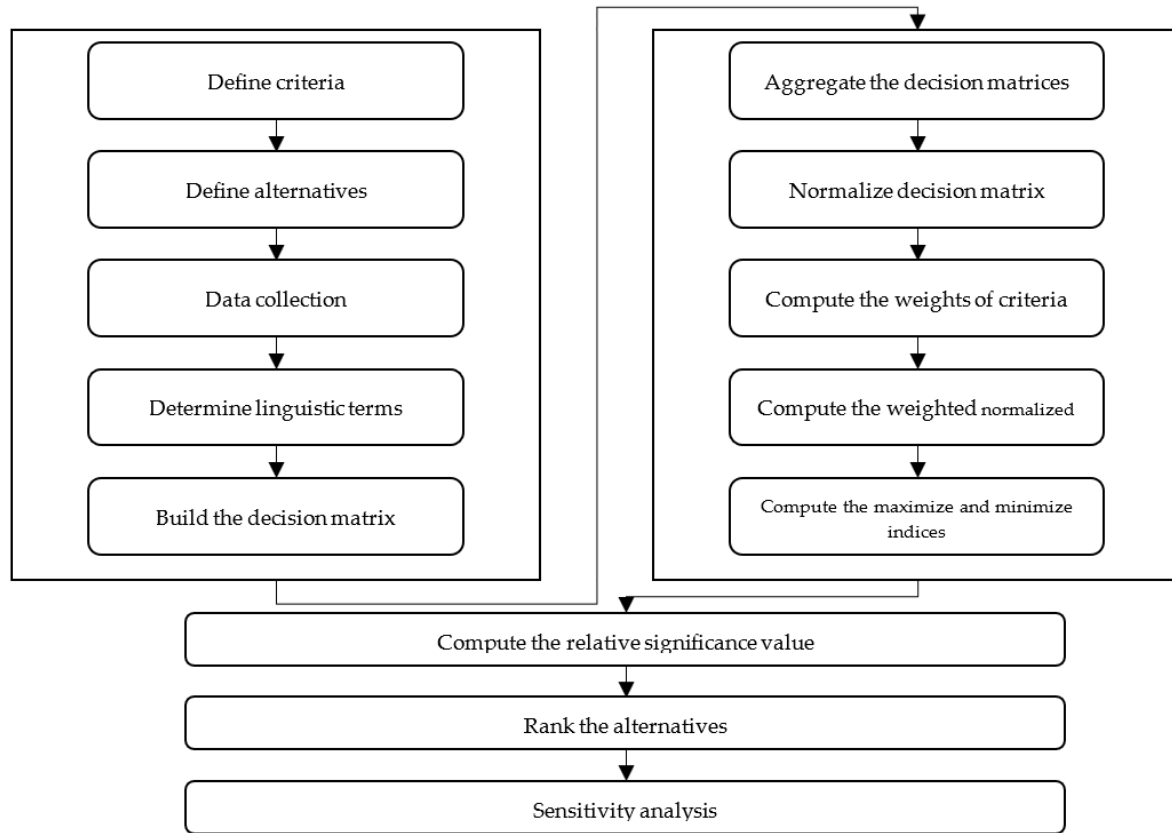 Define criteria
Define alternatives
Data collection
Determine linguistic terms
Build the decision matrix
Aggregate the decision matrices
Normalize decision matrix
Compute the weights of criteria
Compute the weighted normalized
Compute the maximize and minimize
indices
Compute the relative significance value
Rank the alternatives
Sensitivity analysis